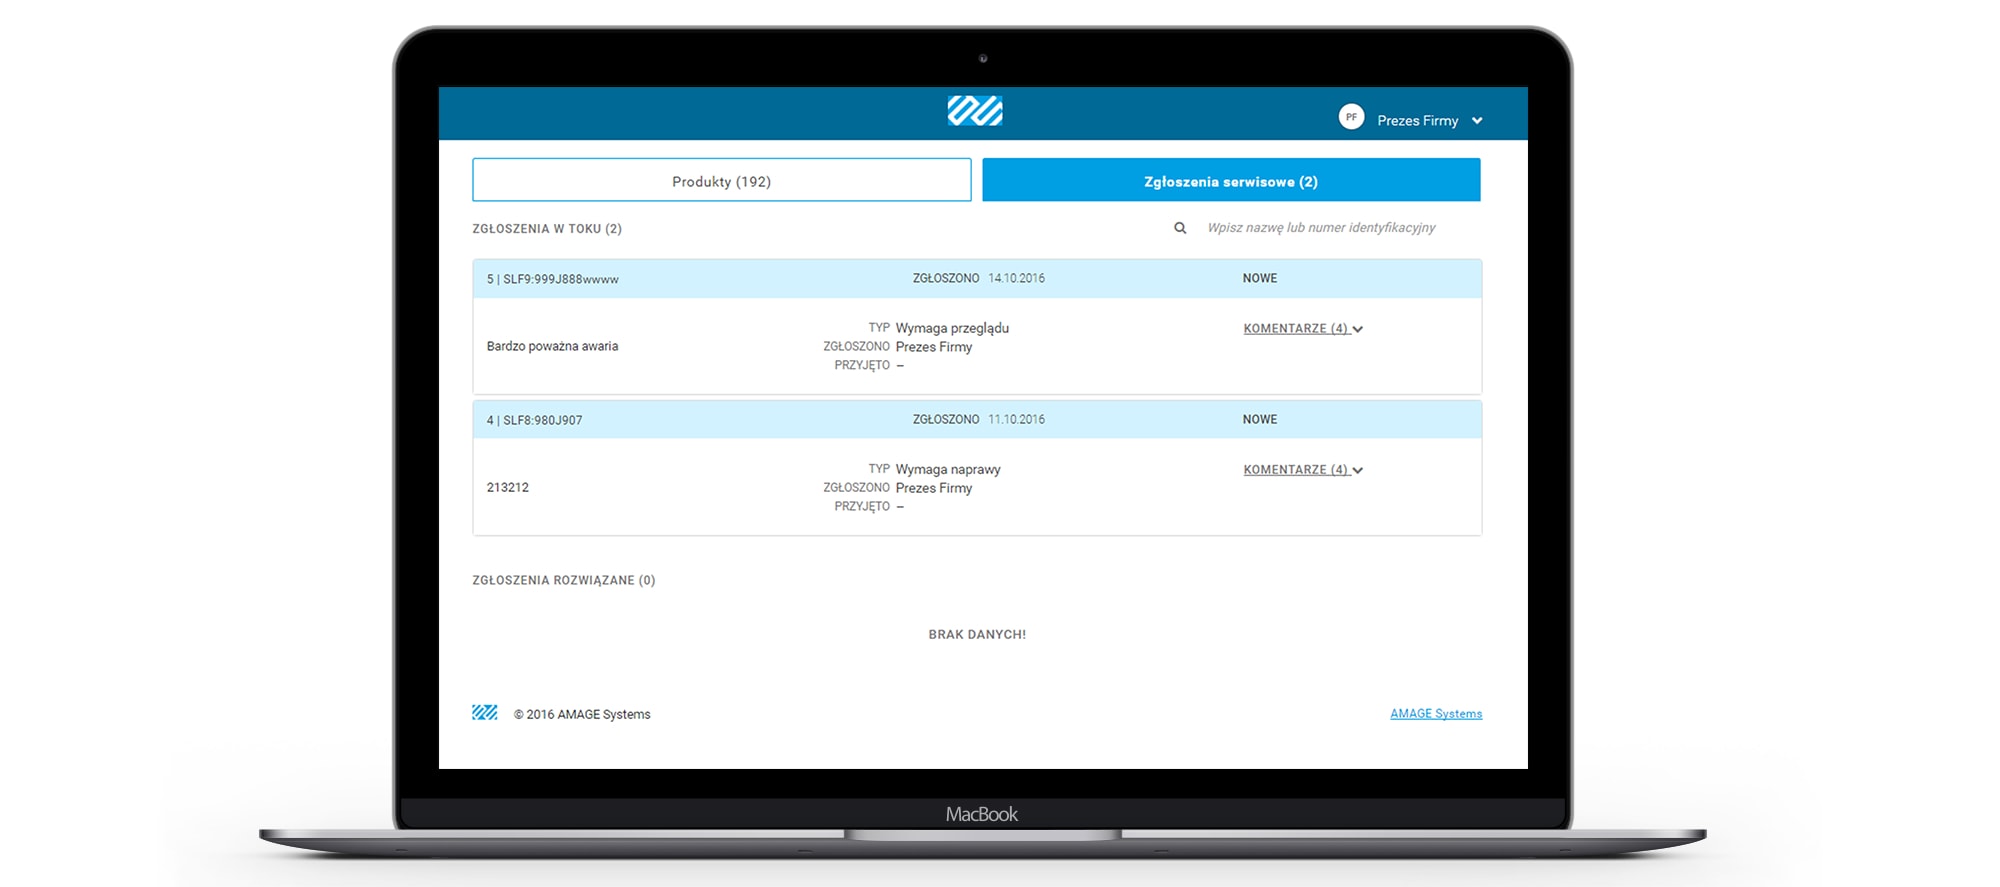 PF Prezes Firmy
Produkty (192) Zgłoszenia serwisowe (2)
ZGŁOSZENIA W TOKU (2) Wpisz nazwę lub numer identyfikacyjny
5 | SLF9:999J888wwww ZGŁOSZONO 14.10.2016 NOWE
TYP Wymaga przeglądu KOMENTARZE (4)
Bardzo poważna awaria ZGŁOSZONO Prezes Firmy
PRZYJĘTO –
4 | SLF8:980J907 ZGŁOSZONO 11.10.2016 NOWE
TYP Wymaga naprawy KOMENTARZE (4)
213212 ZGŁOSZONO Prezes Firmy
PRZYJĘTO –
ZGŁOSZENIA ROZWIĄZANE (0)
BRAK DANYCH!
© 2016 AMAGE Systems AMAGE Systems
MacBook